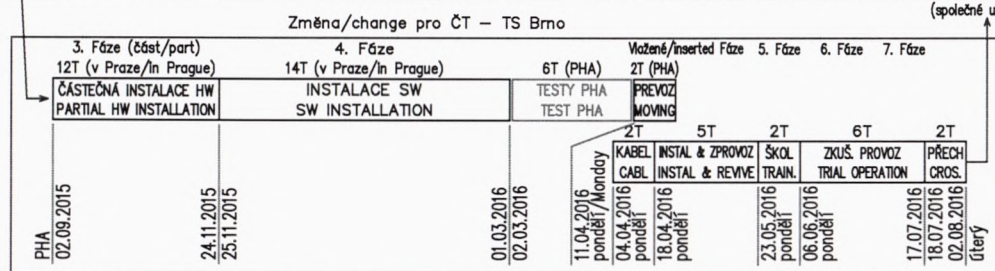 (společné u
Změna/change pro ČT – TS Brno
3. Fáze (část/part)
4. Fáze
Vložené/inserted Fáze 5. Fáze 6. Fáze 7. Fáze
12T (v Praze/in Prague)
14T (v Praze/in Prague)
6T (PHA)
2T (PHA)
ČÁSTEČNÁ INSTALACE HW
PARTIAL HW INSTALLATION
INSTALACE SW
SW INSTALLATION
TESTY PHA
TEST PHA
PREVOZ
MOVING
2T 5T 2T 6T 2T
KABEL
CABL
INSTAL & ZPROVOZ
INSTAL & REVIVE
ŠKOL
TRAIN.
ZKUŠ. PROVOZ
TRIAL OPERATION
PŘECH
CROS.
PHA
02.09.2015
24.11.2015
25.11.2015
01.03.2016
02.03.2016
11.04.2016
pondělí/Monday
04.04.2016
pondělí
18.04.2016
pondělí
23.05.2016
pondělí
06.06.2016
pondělí
17.07.2016
18.07.2016
02.08.2016
úterý